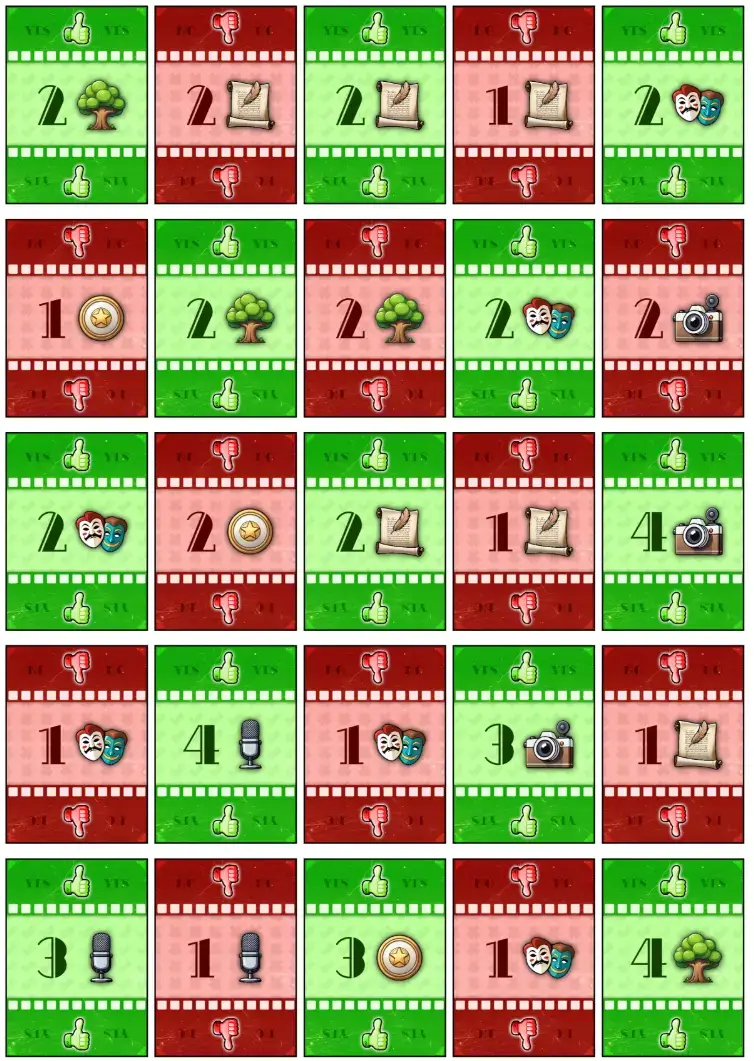 YES YES NO NO YES YES NO NO YES YES
2 2 2 1 2
YES YES NO NO YES YES NO NO YES YES
NO NO YES YES NO NO YES YES NO NO
1 2 2 2 2
NO NO YES YES NO NO YES YES NO NO
YES YES NO NO YES YES NO NO YES YES
2 2 2 1 4
YES YES NO NO YES YES NO NO YES YES
NO NO YES YES NO NO YES YES NO NO
1 4 1 3 1
NO NO YES YES NO NO YES YES NO NO
YES YES NO NO YES YES NO NO YES YES
3 1 3 1 4
YES YES NO NO YES YES NO NO YES YES